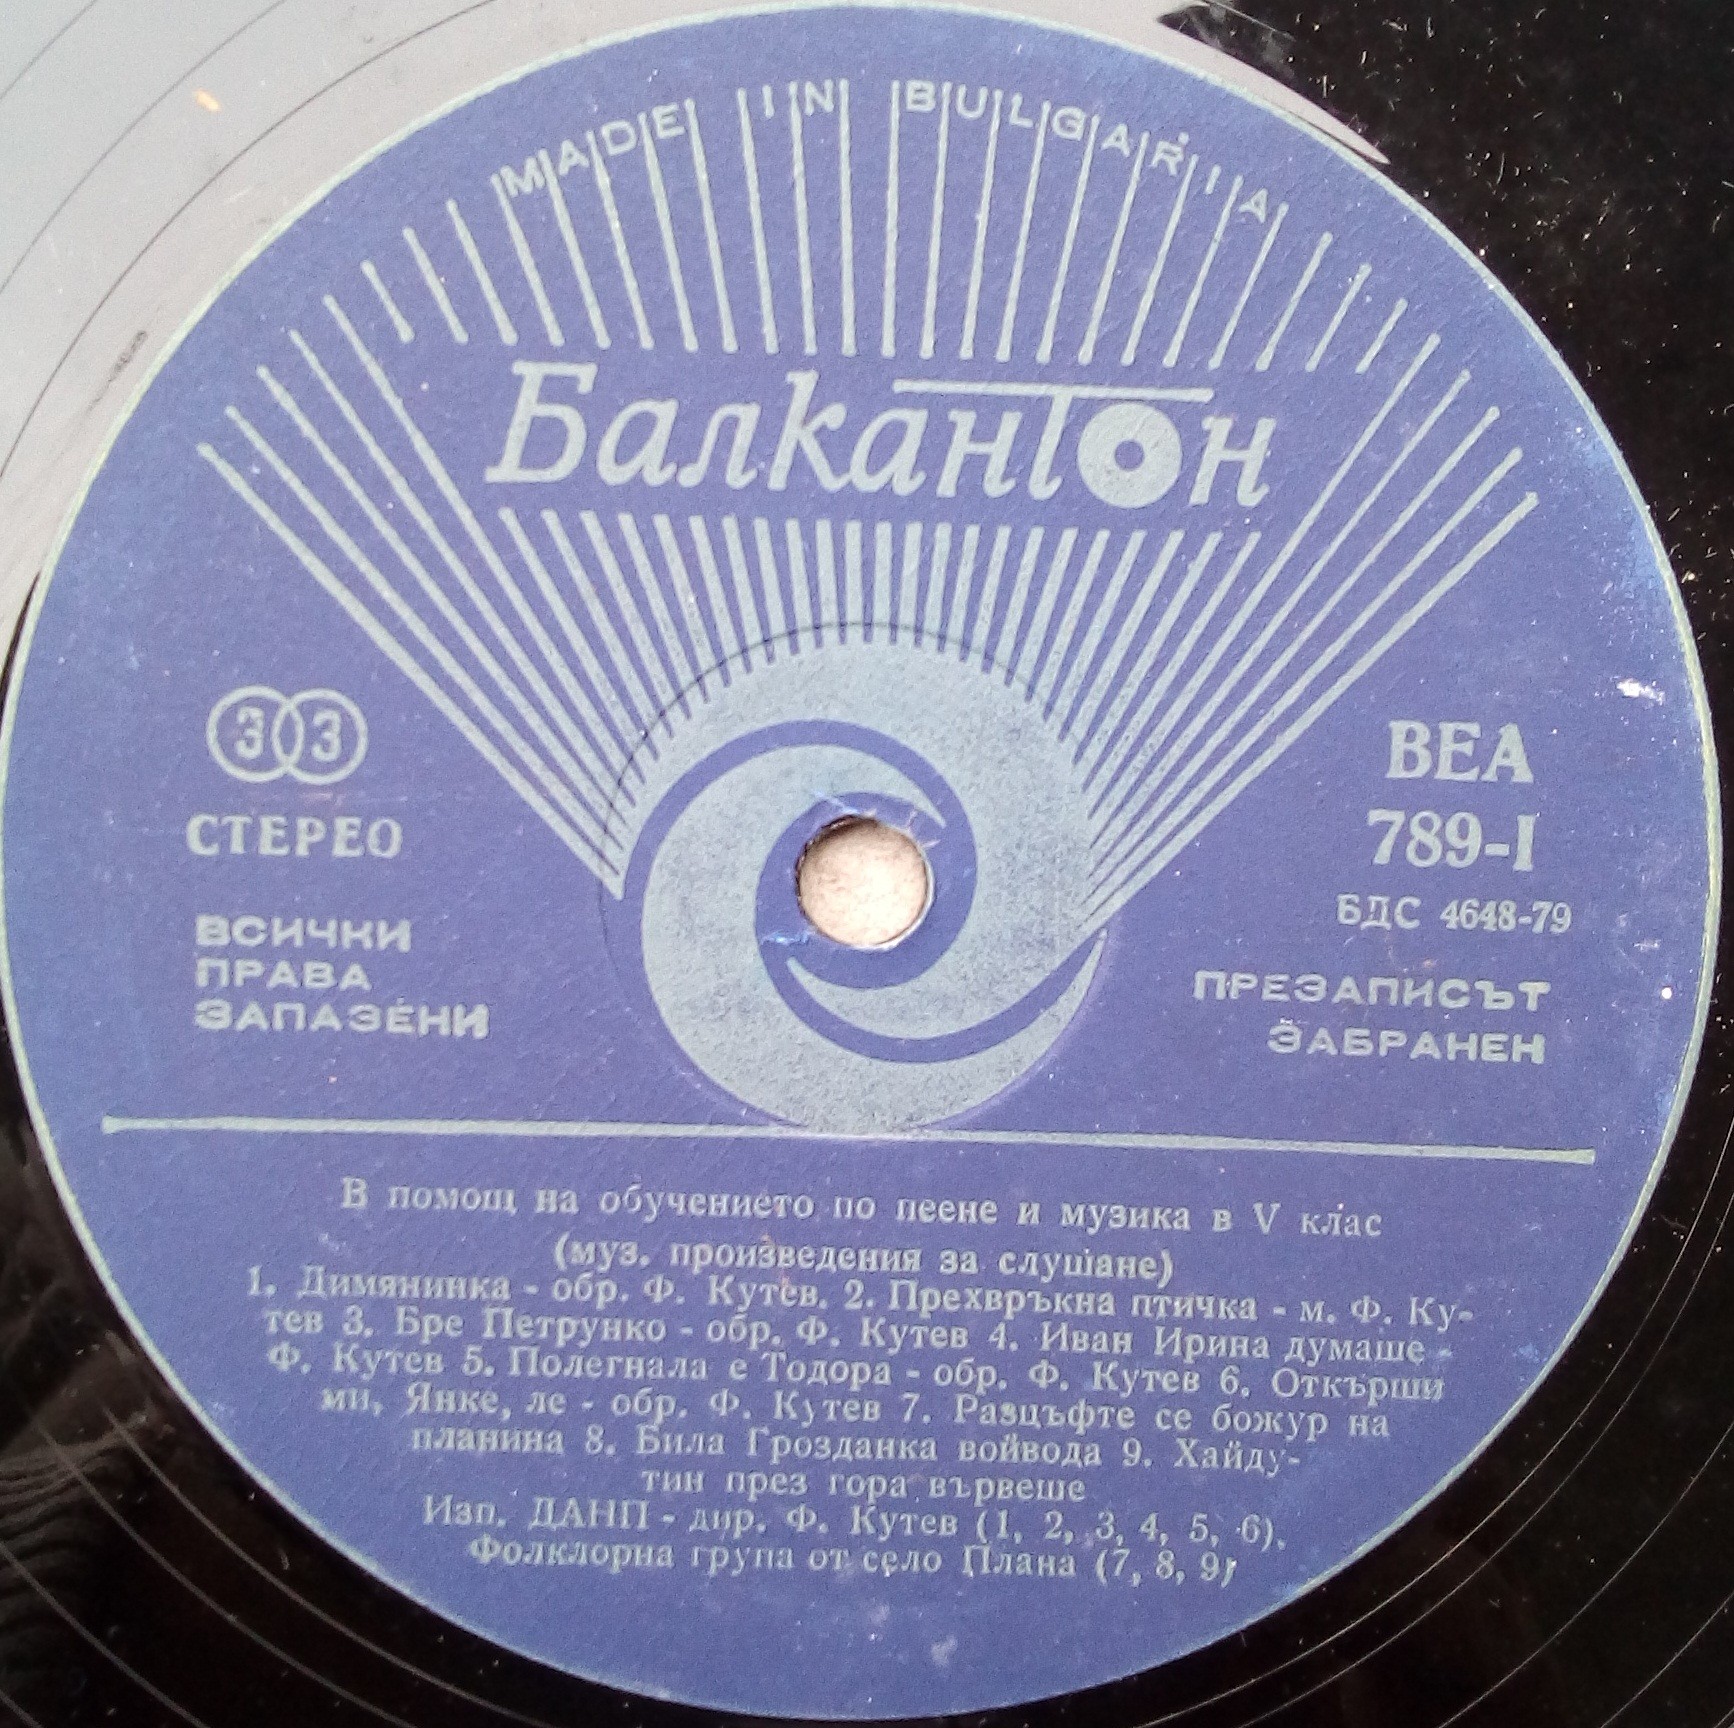 MADE IN BULGARIA
Балкантон
33
СТЕРЕО
ВСИЧКИ
ПРАВА
ЗАПАЗЕНИ
ВЕА
789-I
БДС 4648-79
ПРЕЗАПИСЪТ
ЗАБРАНЕН
В помощ на обучението по пеене и музика в V клас
(муз. произведения за слушане)
1. Димянинка - обр. Ф. Кутев. 2. Прехвръкна птичка - м. Ф. Ку-
тев 3. Бре Петрунко - обр. Ф. Кутев 4. Иван Ирина думаше -
Ф. Кутев 5. Полегнала е Тодора - обр. Ф. Кутев 6. Откърши
ми, Янке, ле - обр. Ф. Кутев 7. Разцъфте се божур на
планина 8. Била Грозданка войвода 9. Хайду-
тин през гора вървеше
Изп. ДАНП - дир. Ф. Кутев (1, 2, 3, 4, 5, 6),
Фолклорна група от село Плана (7, 8, 9)